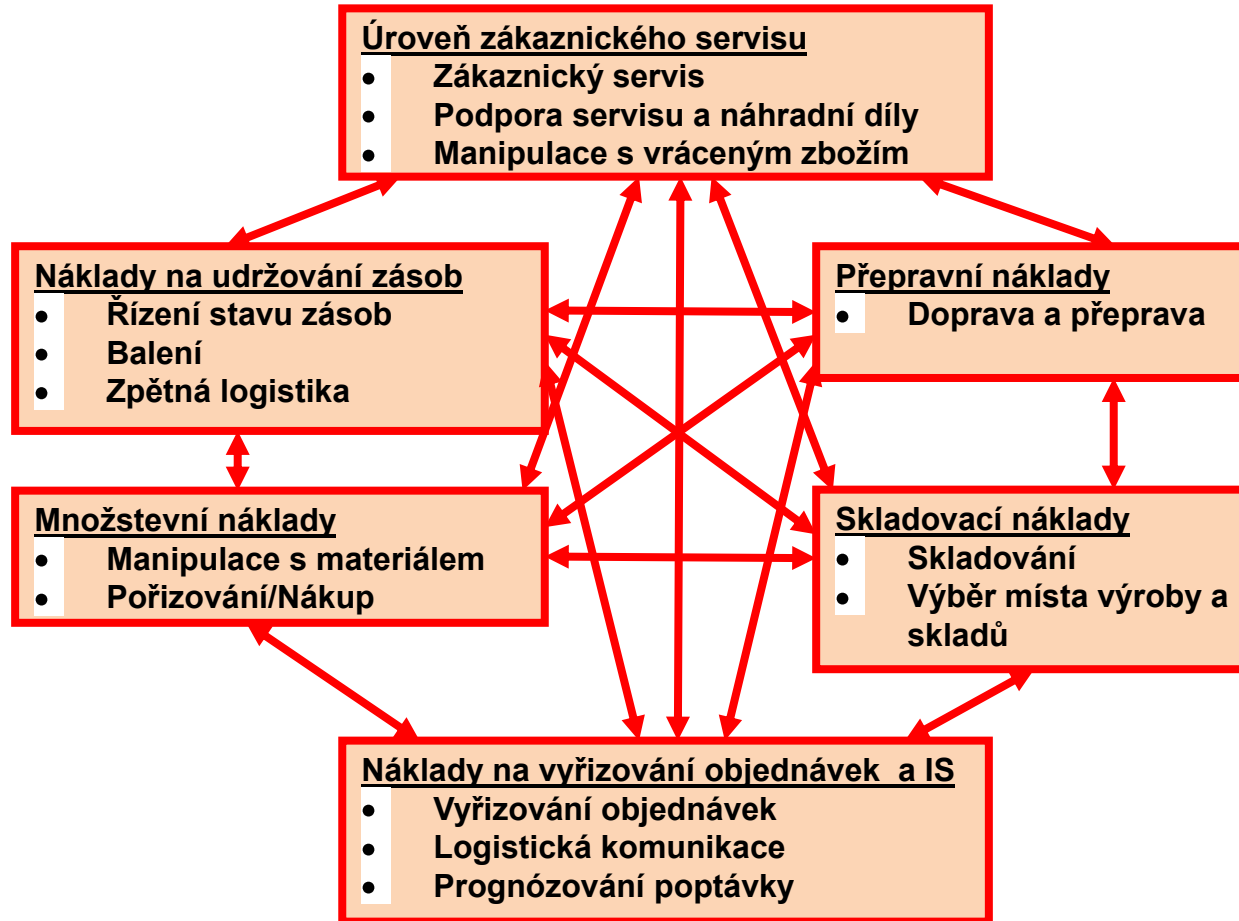 Úroveň zákaznického servisu
• Zákaznický servis
• Podpora servisu a náhradní díly
• Manipulace s vráceným zbožím
Náklady na udržování zásob
• Řízení stavu zásob
• Balení
• Zpětná logistika
Přepravní náklady
• Doprava a přeprava
Množstevní náklady
• Manipulace s materiálem
• Pořizování/Nákup
Skladovací náklady
• Skladování
• Výběr místa výroby a
skladů
Náklady na vyřizování objednávek a IS
• Vyřizování objednávek
• Logistická komunikace
• Prognózování poptávky